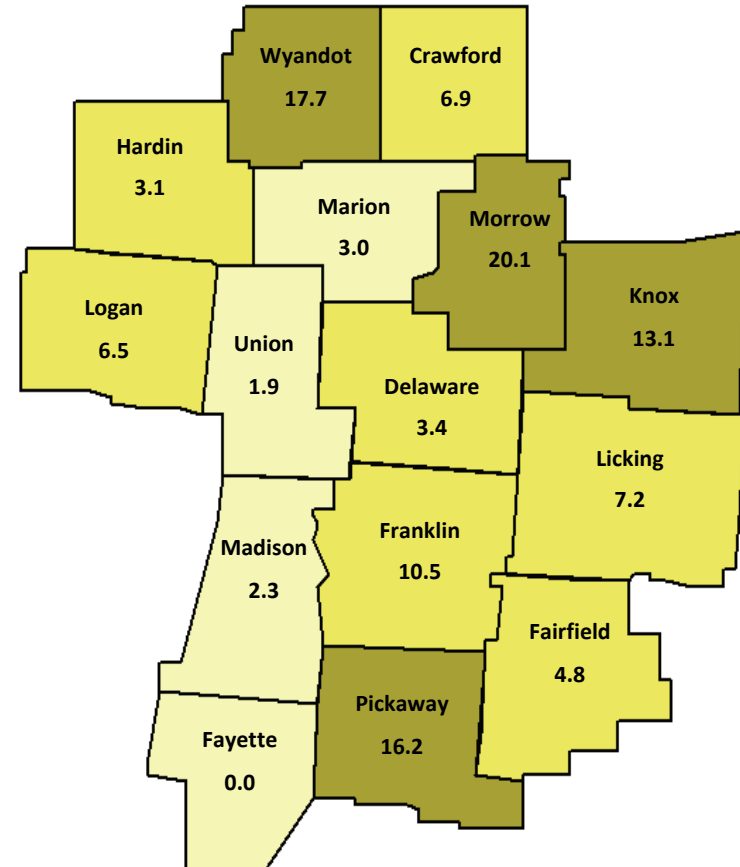 Wyandot
17.7
Crawford
6.9
Hardin
3.1
Marion
3.0
Morrow
20.1
Knox
13.1
Logan
6.5
Union
1.9
Delaware
3.4
Licking
7.2
Franklin
10.5
Madison
2.3
Fairfield
4.8
Pickaway
16.2
Fayette
0.0